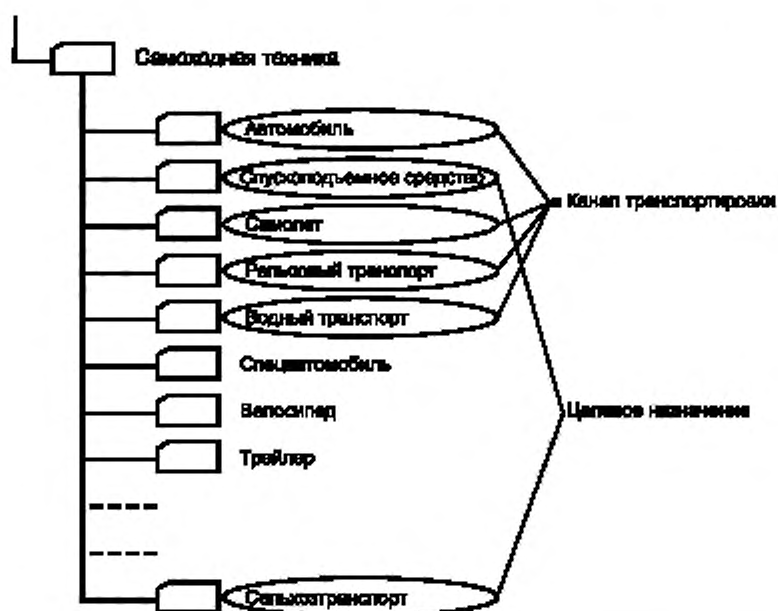 Самоходная техника
Автомобиль
Спускоподъемное средство
Самолет
Рельсовый транспорт
Водный транспорт
Спецавтомобиль
Велосипед
Трейлер
Сельхозтранспорт
Канал транспортировки
Целевое назначение